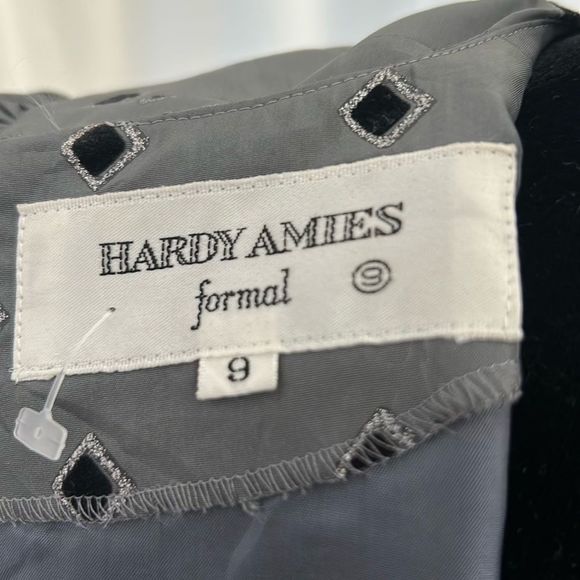 HARDY AMIES
formal ⑨
9